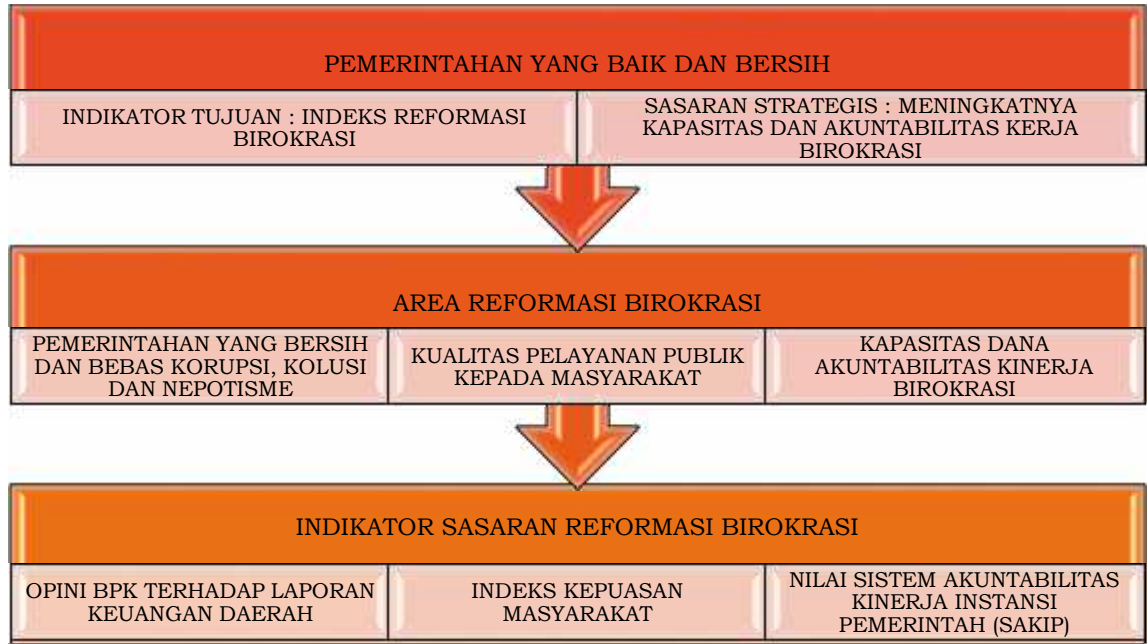 PEMERINTAHAN YANG BAIK DAN BERSIH
INDIKATOR TUJUAN : INDEKS REFORMASI
BIROKRASI
SASARAN STRATEGIS : MENINGKATNYA
KAPASITAS DAN AKUNTABILITAS KERJA
BIROKRASI
AREA REFORMASI BIROKRASI
PEMERINTAHAN YANG BERSIH
DAN BEBAS KORUPSI, KOLUSI
DAN NEPOTISME
KUALITAS PELAYANAN PUBLIK
KEPADA MASYARAKAT
KAPASITAS DANA
AKUNTABILITAS KINERJA
BIROKRASI
INDIKATOR SASARAN REFORMASI BIROKRASI
OPINI BPK TERHADAP LAPORAN
KEUANGAN DAERAH
INDEKS KEPUASAN
MASYARAKAT
NILAI SISTEM AKUNTABILITAS
KINERJA INSTANSI
PEMERINTAH (SAKIP)